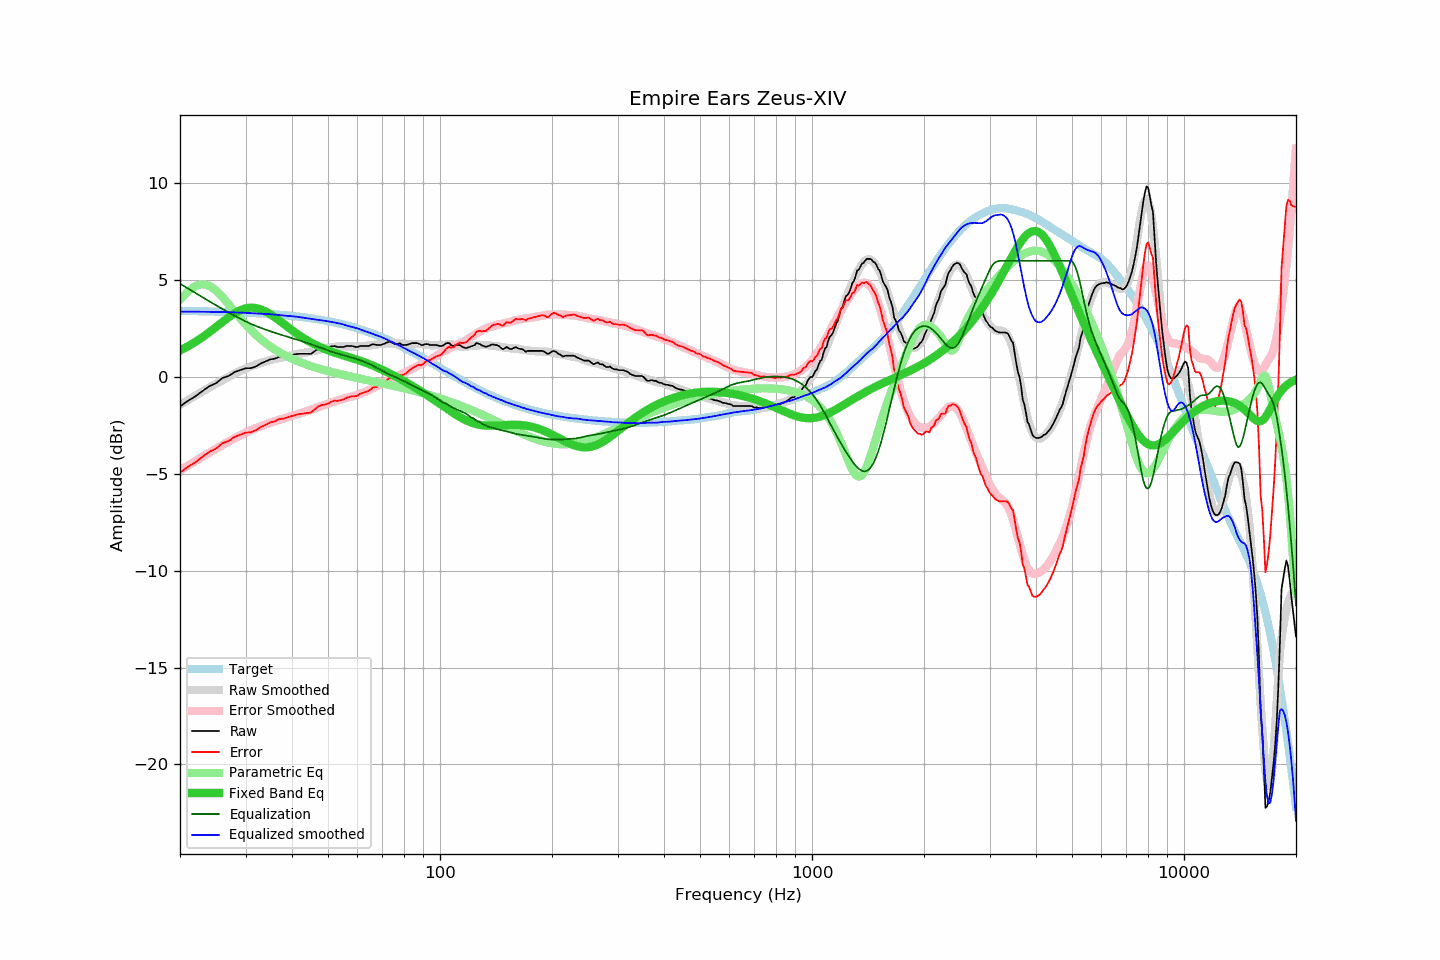 Empire Ears Zeus-XIV
Amplitude (dBr)
10
5
0
−5
−10
−15
−20
Target
Raw Smoothed
Error Smoothed
Raw
Error
Parametric Eq
Fixed Band Eq
Equalization
Equalized smoothed
100 1000 10000
Frequency (Hz)